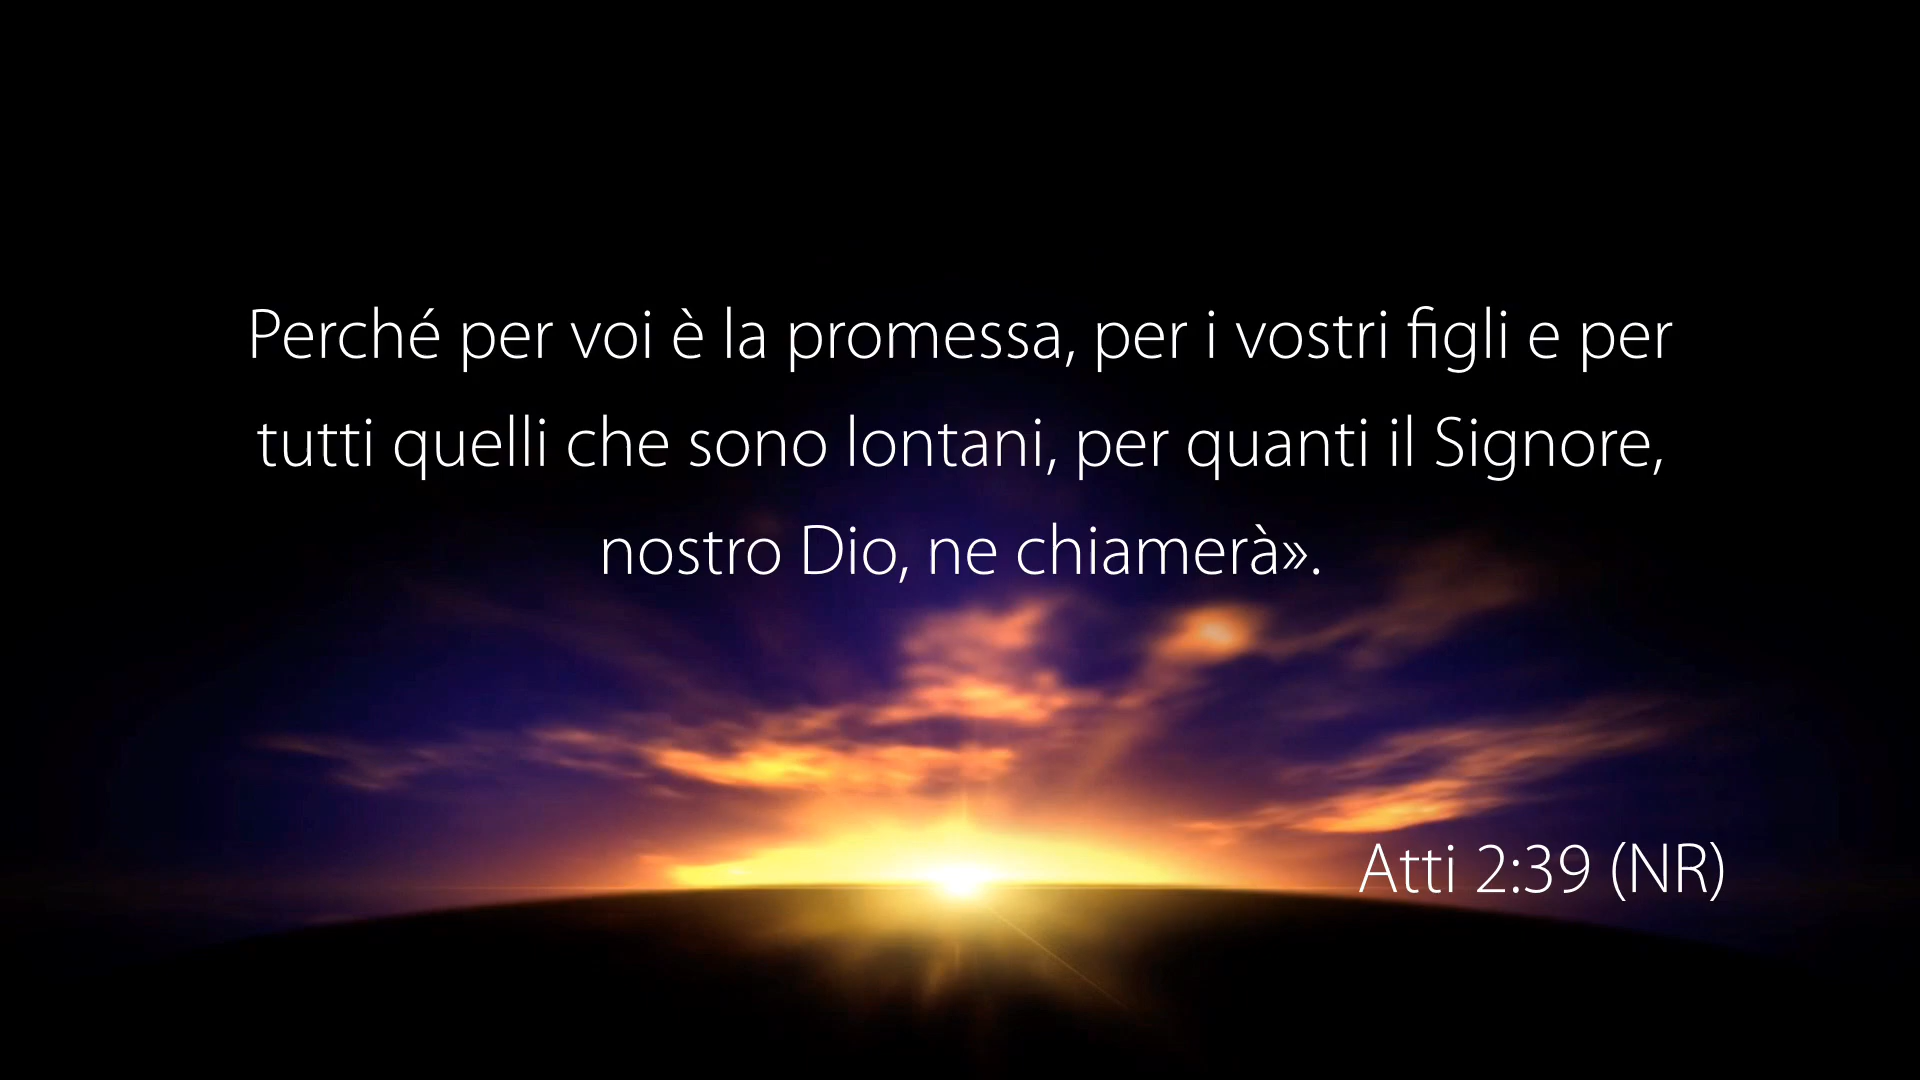 Perché per voi è la promessa, per i vostri figli e per
tutti quelli che sono lontani, per quanti il Signore,
nostro Dio, ne chiamerà».
Atti 2:39 (NR)